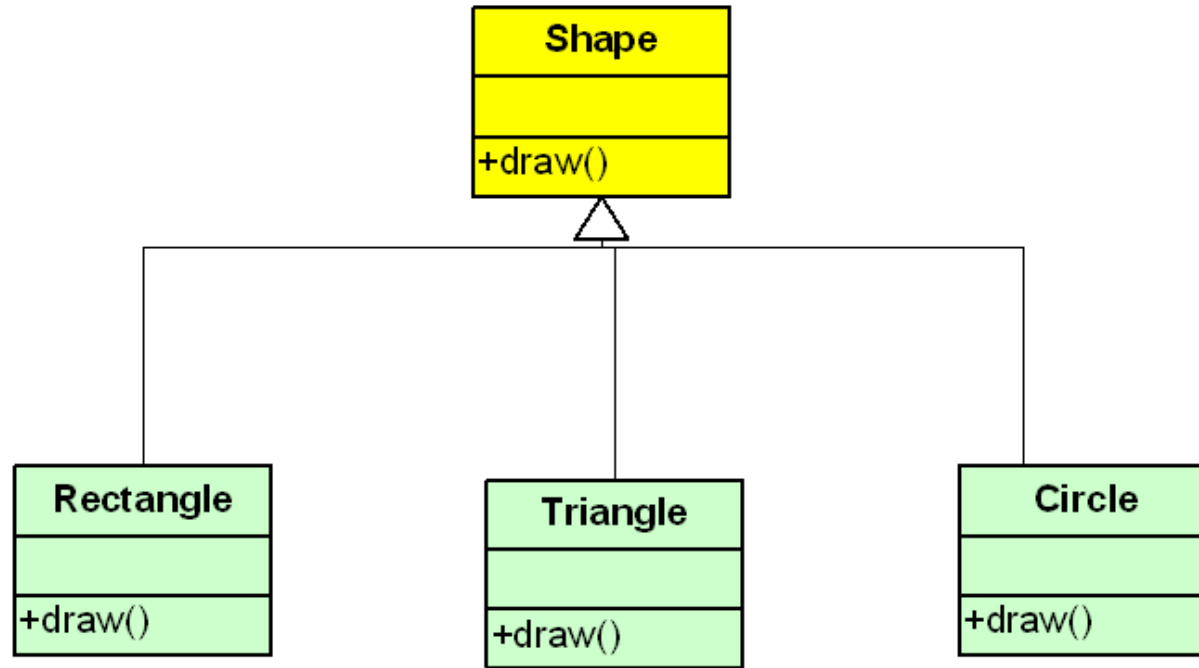 Shape
+draw()
Rectangle
+draw()
Triangle
+draw()
Circle
+draw()